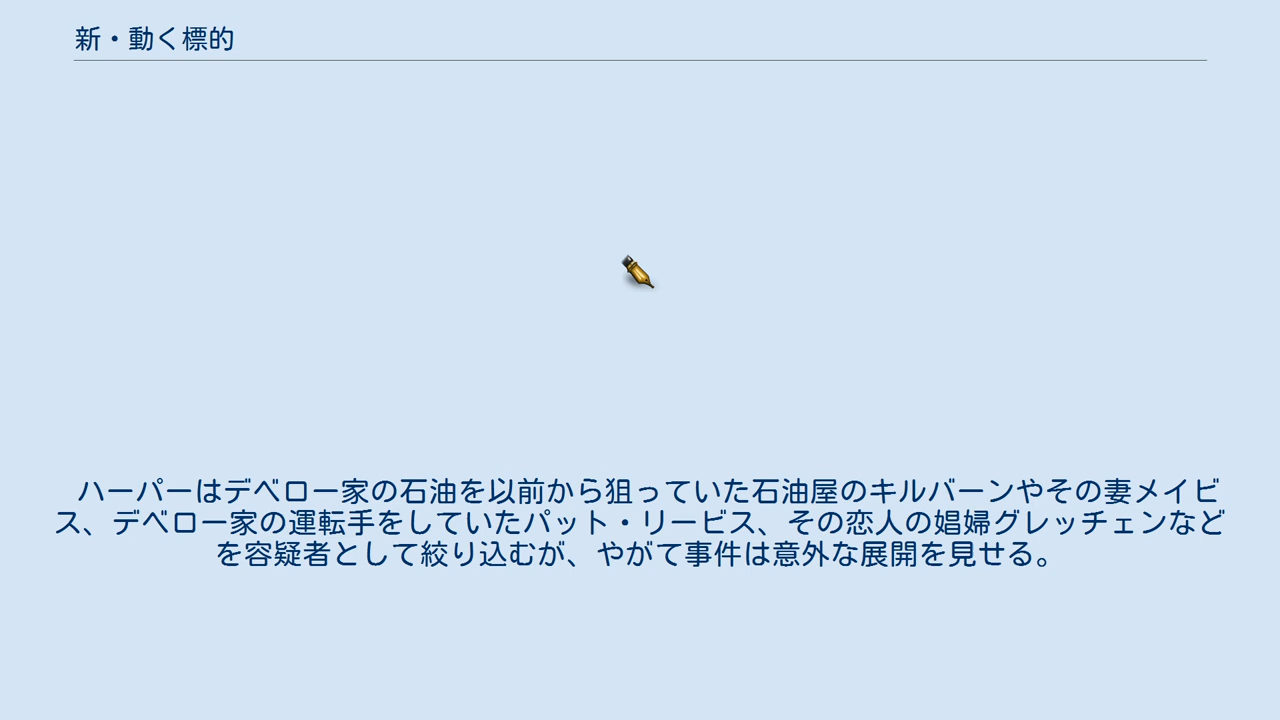 新・動く標的
ハーパーはデベロー家の石油を以前から狙っていた石油屋のキルバーンやその妻メイビ
ス、デベロー家の運転手をしていたパット・リービス、その恋人の娼婦グレッチェンなど
を容疑者として絞り込むが、やがて事件は意外な展開を見せる。